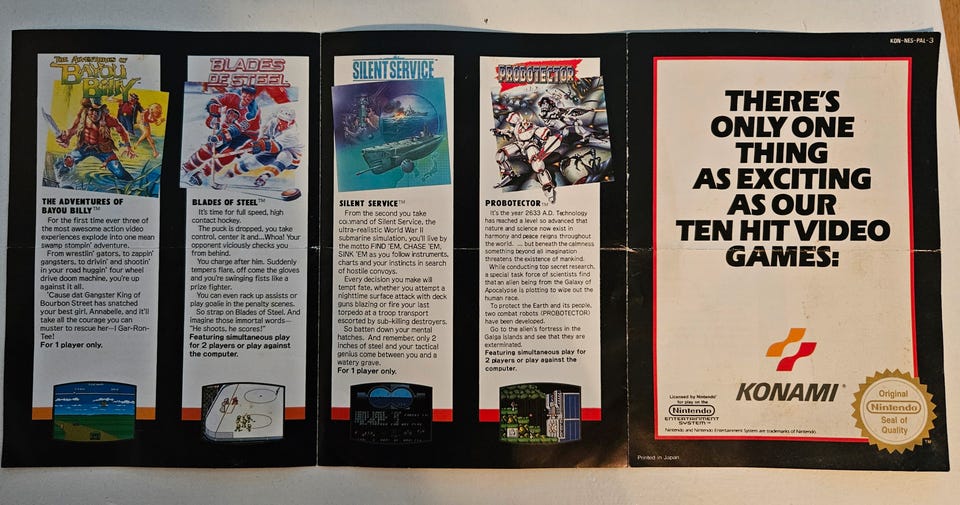 THE ADVENTURES OF
BAYOU
BILLY
THE ADVENTURES OF
BAYOU BILLY™
For the first time ever three of
the most awesome action video
experiences explode into one mean
swamp stompin' adventure.
From wrestlin' gators, to zappin'
gangsters, to drivin' and shootin'
in your road huggin' four wheel
drive doom machine, you're up
against it all.
'Cause dat Gangster King of
Bourbon Street has snatched
your best girl, Annabelle, and it'll
take all the courage you can
muster to rescue her—I Gar-Ron-
Tee!
For 1 player only.
BLADES
OF STEEL
BLADES OF STEEL™
It's time for full speed, high
contact hockey.
The puck is dropped, you take
control, center it and...Whoa! Your
opponent viciously checks you
from behind.
You charge after him. Suddenly
tempers flare, off come the gloves
and you're swinging fists like a
prize fighter.
You can even rack up assists or
play goalie in the penalty scenes.
So strap on Blades of Steel. And
imagine those immortal words—
"He shoots, he scores!"
Featuring simultaneous play for
for 2 players or play against
the computer.
SILENT SERVICE
SILENT SERVICE™
From the second you take
command of Silent Service, the
ultra-realistic World War II
submarine simulation, you'll live by
the motto FIND 'EM, CHASE 'EM,
SINK 'EM as you follow instruments,
charts and your instincts in search
of hostile convoys.
Every decision you make will
tempt fate, whether you attempt a
nighttime surface attack with deck
guns blazing or fire your last
torpedo at a troop transport
escorted by sub-killing destroyers.
So batten down your mental
hatches. And remember, only 2
inches of steel and your tactical
genius come between you and a
watery grave.
For 1 player only.
PROBOTECTOR
PROBOTECTOR™
It's the year 2633 A.D. Technology
has reached a level so advanced that
nature and science now exist in
harmony and peace reigns throughout
the world. ... but beneath the calmness
something beyond all imagination
threatens the existence of mankind.
While conducting top secret research,
a special task force of scientists find
that an alien being from the Galaxy of
Apocalypse is plotting to wipe out the
human race.
To protect the Earth and its people,
two combat robots (PROBOTECTOR)
have been developed.
Go to the alien's fortress in the
Galga Islands and see that they are
exterminated.
Featuring simultaneous play for
2 players or play against the
computer.
KON-NES-PAL-3
THERE'S
ONLY ONE
THING
AS EXCITING
AS OUR
TEN HIT VIDEO
GAMES:
KONAMI®
Licensed by Nintendo®
for play on the
Nintendo
ENTERTAINMENT
SYSTEM™
Nintendo and Nintendo Entertainment System are trademarks of Nintendo.
Original
Nintendo
Seal of
Quality
TM
Printed in Japan